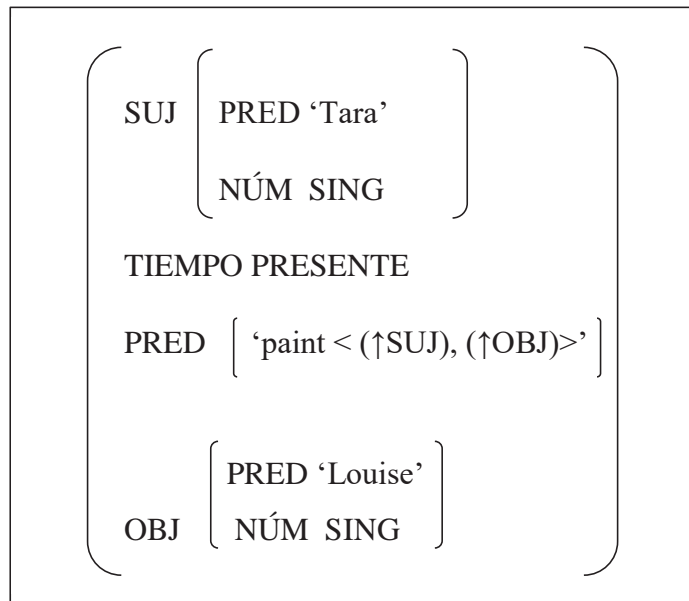 SUJ PRED ‘Tara’
NÚM SING
TIEMPO PRESENTE
PRED ‘paint < (↑SUJ), (↑OBJ)>’
PRED ‘Louise’
OBJ NÚM SING